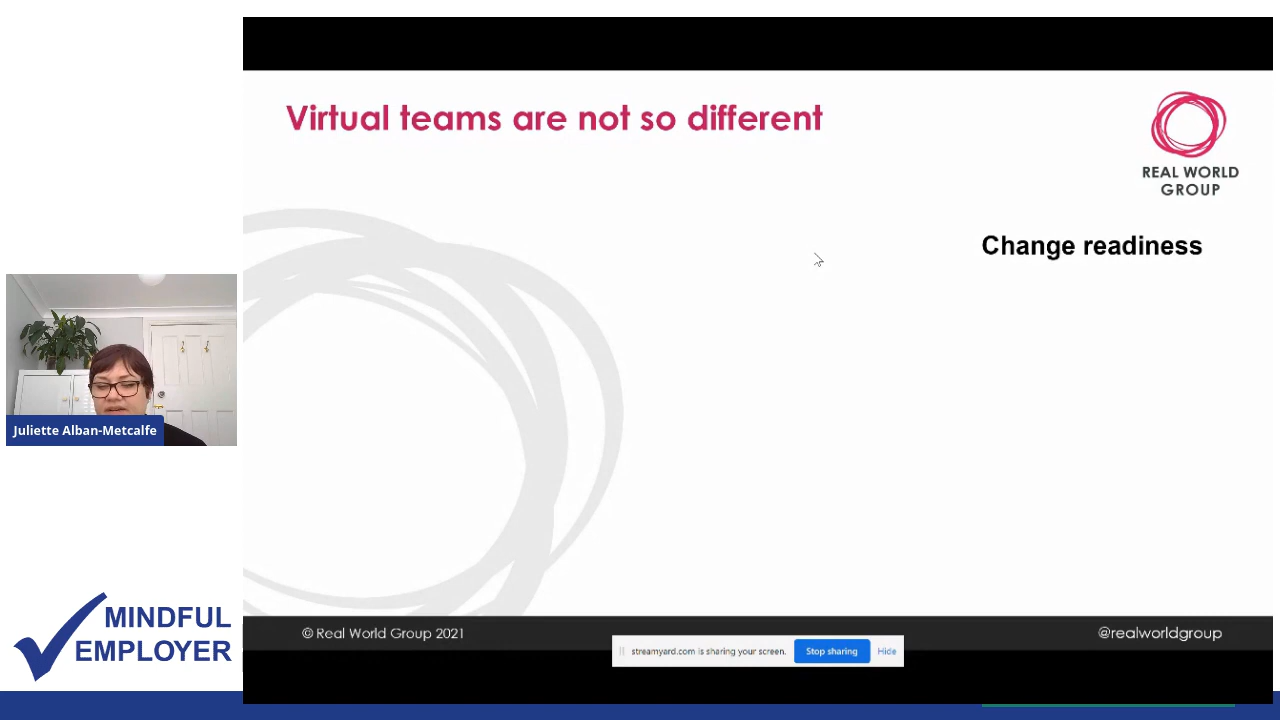 Virtual teams are not so different
REAL WORLD
GROUP
Change readiness
Juliette Alban-Metcalfe
MINDFUL
EMPLOYER
© Real World Group 2021
@realworldgroup
streamyard.com is sharing your screen.
Stop sharing
Hide